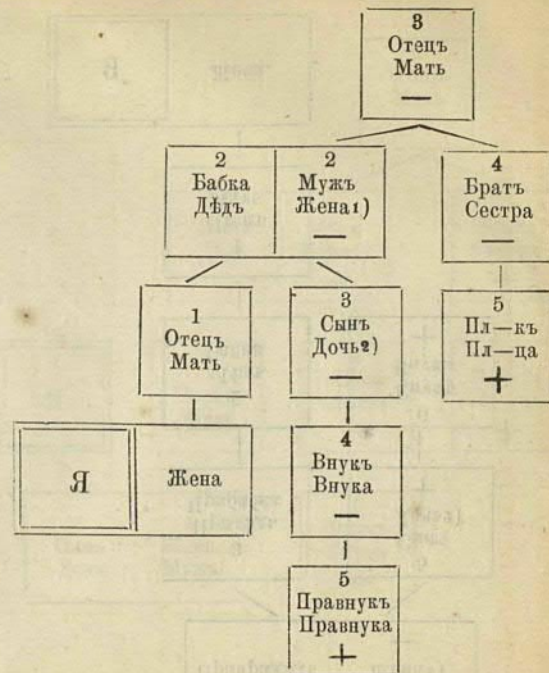 3
Отецъ
Мать
—
2
Бабка
Дѣдъ
2
Мужъ
Жена1)
—
4
Братъ
Сестра
—
1
Отецъ
Мать
3
Сынъ
Дочь2)
—
5
Пл—къ
Пл—ца
+
Я
Жена
4
Внукъ
Внука
—
5
Правнукъ
Правнука
+